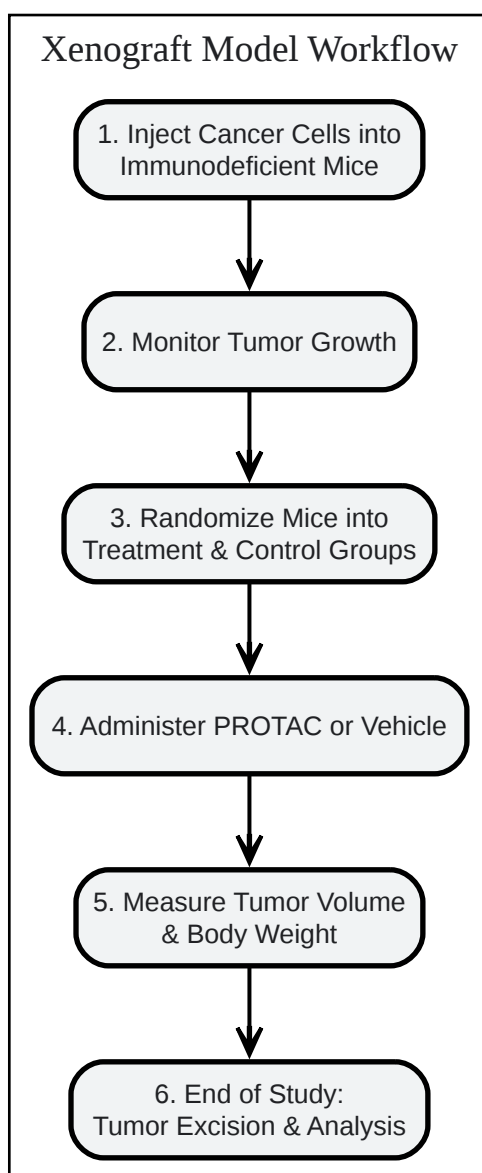 Xenograft Model Workflow
1. Inject Cancer Cells into
Immunodeficient Mice
2. Monitor Tumor Growth
3. Randomize Mice into
Treatment & Control Groups
4. Administer PROTAC or Vehicle
5. Measure Tumor Volume
& Body Weight
6. End of Study:
Tumor Excision & Analysis